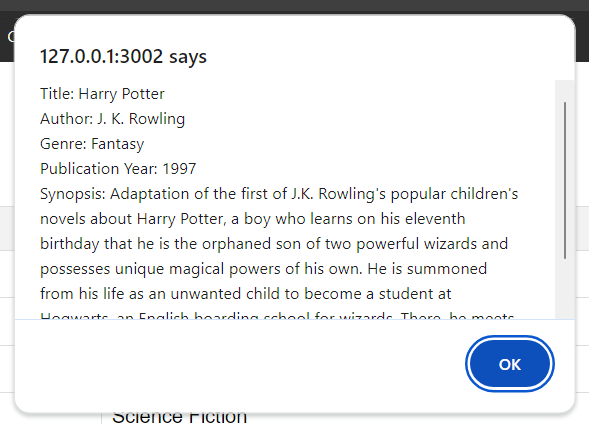 127.0.0.1:3002 says
Title: Harry Potter
Author: J. K. Rowling
Genre: Fantasy
Publication Year: 1997
Synopsis: Adaptation of the first of J.K. Rowling's popular children's
novels about Harry Potter, a boy who learns on his eleventh
birthday that he is the orphaned son of two powerful wizards and
possesses unique magical powers of his own. He is summoned
from his life as an unwanted child to become a student at
Hogwarts, an English boarding school for wizards. There, he meets
OK
Science Fiction